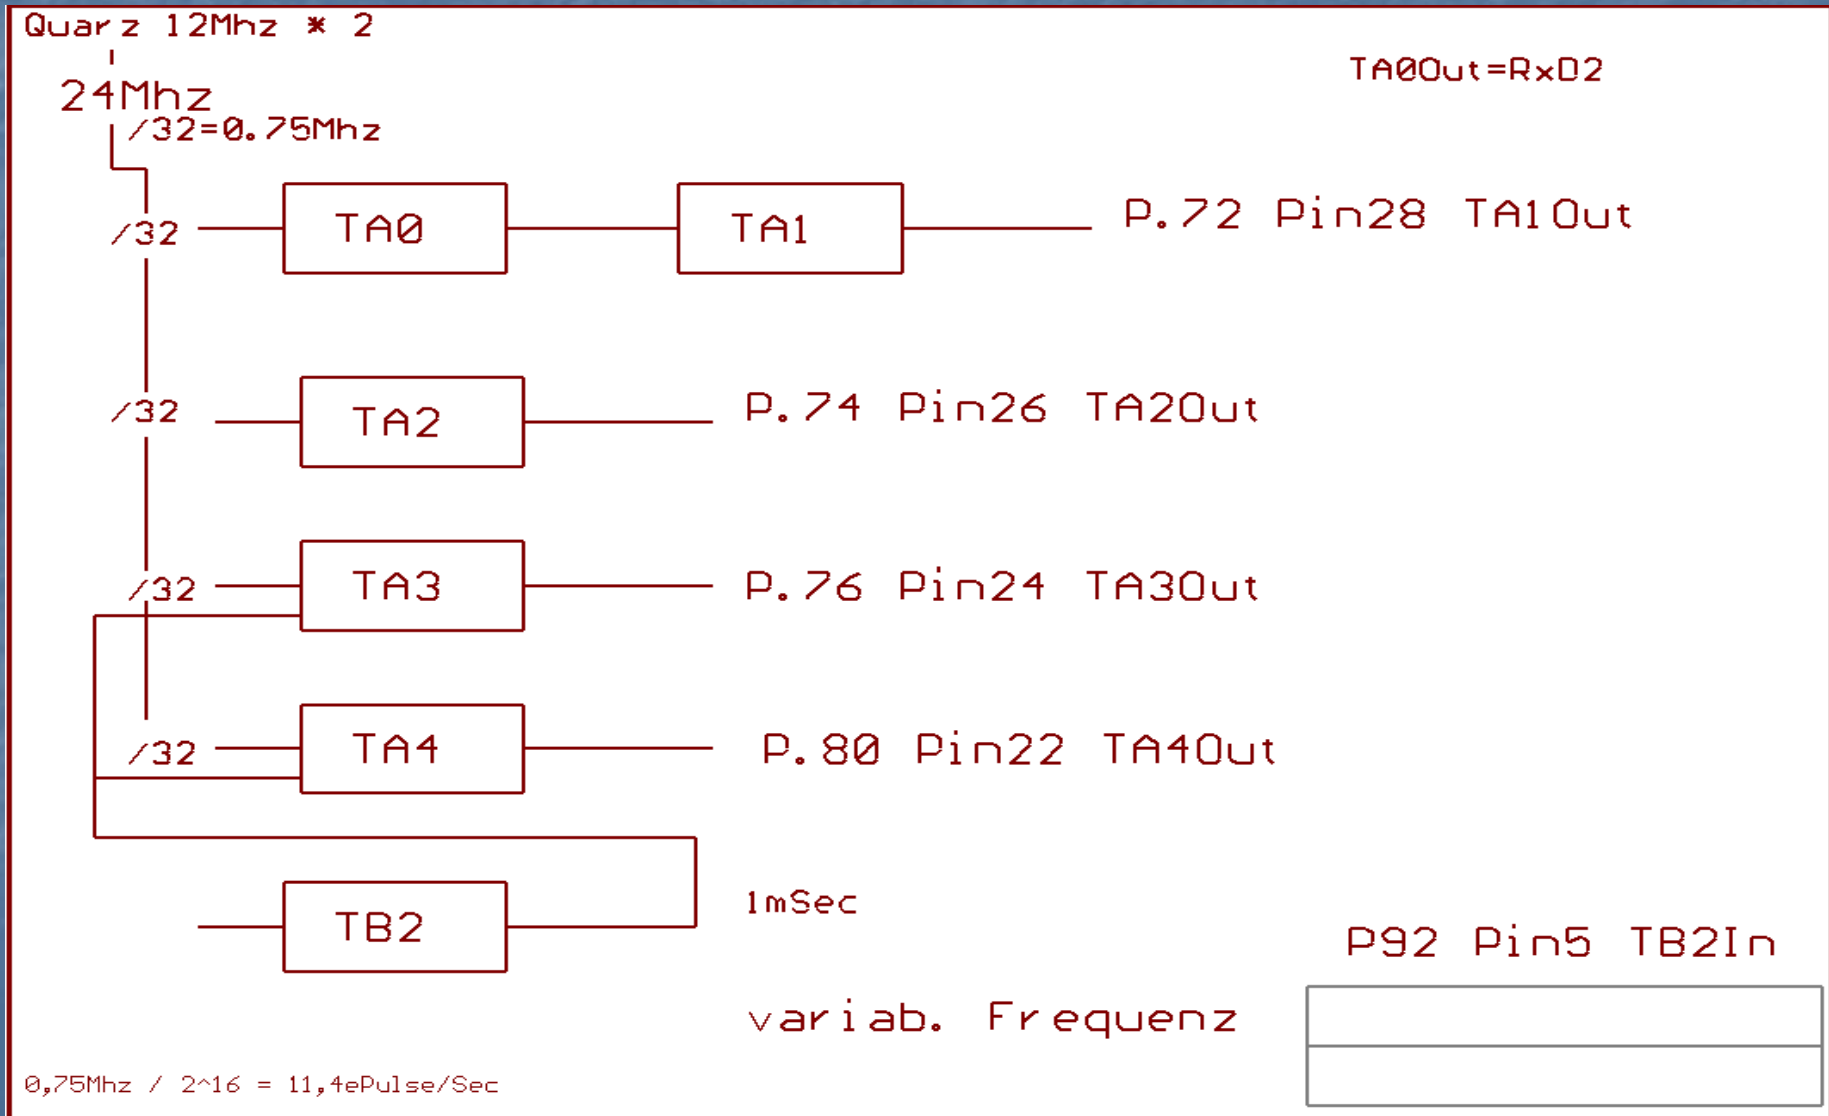 Quarz 12Mhz * 2
TA0Out=RxD2
24Mhz
/32=0.75Mhz
/32 TA0 TA1 P.72 Pin28 TA1Out
/32 TA2 P.74 Pin26 TA2Out
/32 TA3 P.76 Pin24 TA3Out
/32 TA4 P.80 Pin22 TA4Out
1mSec
TB2
P92 Pin5 TB2In
variab. Frequenz
0,75Mhz / 2^16 = 11,4ePulse/Sec